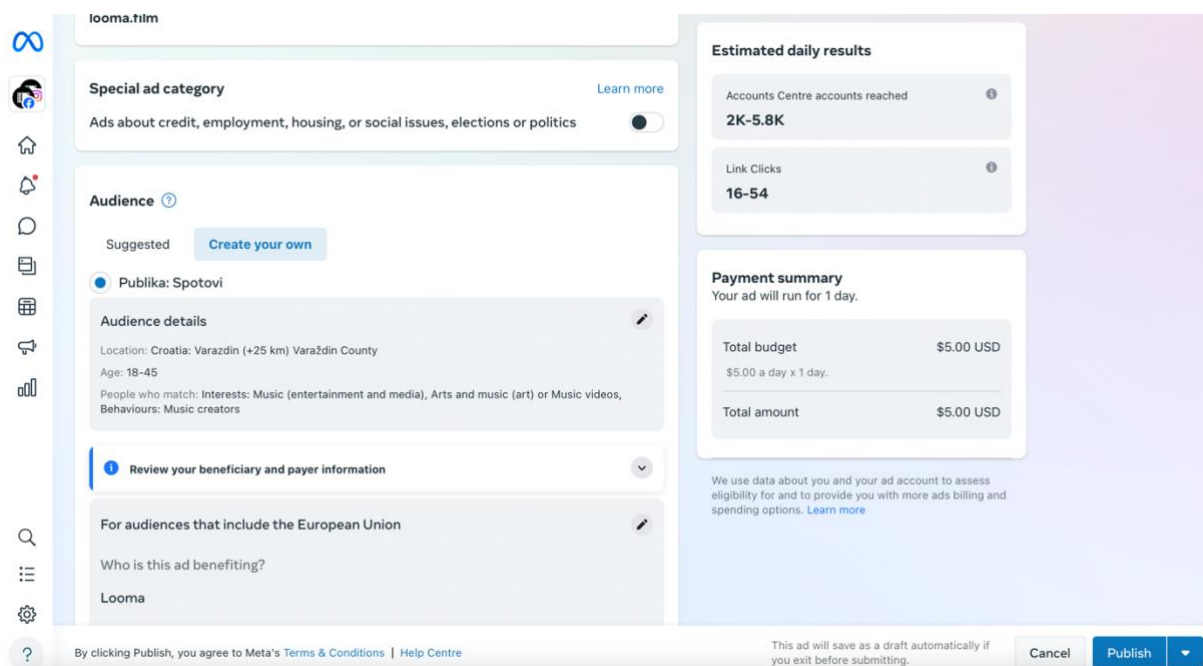 looma.film
Special ad category
Learn more
Ads about credit, employment, housing, or social issues, elections or politics
Audience ?
Suggested
Create your own
Publika: Spotovi
Audience details
Location: Croatia: Varazdin (+25 km) Varaždin County
Age: 18-45
People who match: Interests: Music (entertainment and media), Arts and music (art) or Music videos,
Behaviours: Music creators
Review your beneficiary and payer information
For audiences that include the European Union
Who is this ad benefiting?
Looma
Estimated daily results
Accounts Centre accounts reached
2K-5.8K
Link Clicks
16-54
Payment summary
Your ad will run for 1 day.
Total budget
$5.00 USD
$5.00 a day x 1 day.
Total amount
$5.00 USD
We use data about you and your ad account to assess
eligibility for and to provide you with more ads billing and
spending options. Learn more
By clicking Publish, you agree to Meta's Terms & Conditions | Help Centre
This ad will save as a draft automatically if
you exit before submitting.
Cancel
Publish